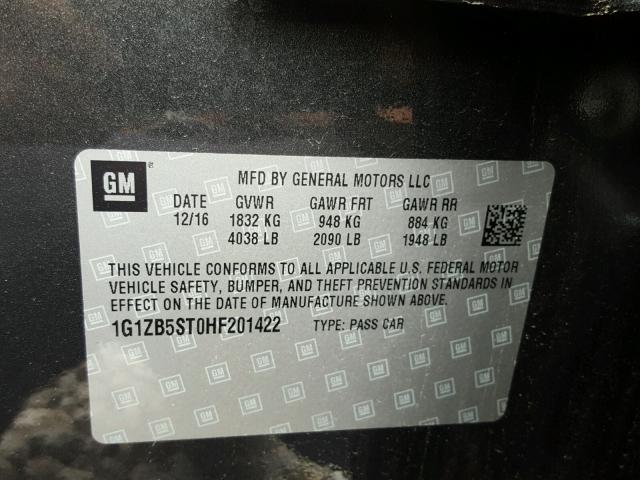 GM ®
MFD BY GENERAL MOTORS LLC
DATE GVWR GAWR FRT GAWR RR
12/16 1832 KG 948 KG 884 KG
4038 LB 2090 LB 1948 LB
THIS VEHICLE CONFORMS TO ALL APPLICABLE U.S. FEDERAL MOTOR
VEHICLE SAFETY, BUMPER, AND THEFT PREVENTION STANDARDS IN
EFFECT ON THE DATE OF MANUFACTURE SHOWN ABOVE.
1G1ZB5ST0HF201422 TYPE: PASS CAR